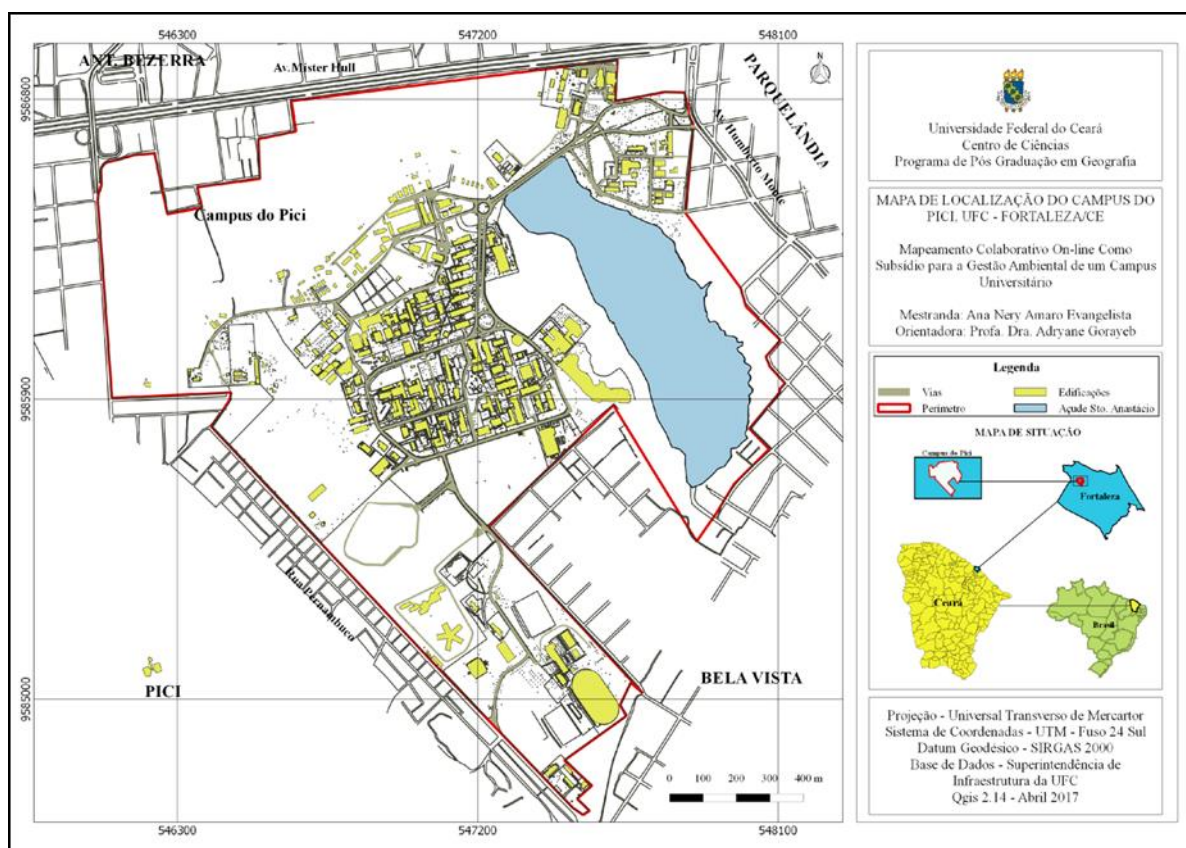 546300
547200
548100
ANT. BEZERRA
Av. Mister Hull
N
PARQUELÂNDIA
Av. Humberto Monte
9586800
Campus do Pici
9585900
Rua Pernambuco
PICI
BELA VISTA
9585000
0 100 200 300 400 m
546300
547200
548100
Universidade Federal do Ceará
Centro de Ciências
Programa de Pós Graduação em Geografia
MAPA DE LOCALIZAÇÃO DO CAMPUS DO
PICI, UFC - FORTALEZA/CE
Mapeamento Colaborativo On-line Como
Subsídio para a Gestão Ambiental de um Campus
Universitário
Mestranda: Ana Nery Amaro Evangelista
Orientadora: Profa. Dra. Adryane Gorayeb
Legenda
Vias
Edificações
Perímetro
Açude Sto. Anastácio
MAPA DE SITUAÇÃO
Campus do Pici
Fortaleza
Ceará
Brasil
Projeção - Universal Transverso de Mercartor
Sistema de Coordenadas - UTM - Fuso 24 Sul
Datum Geodésico - SIRGAS 2000
Base de Dados - Superintendência de
Infraestrutura da UFC
Qgis 2.14 - Abril 2017